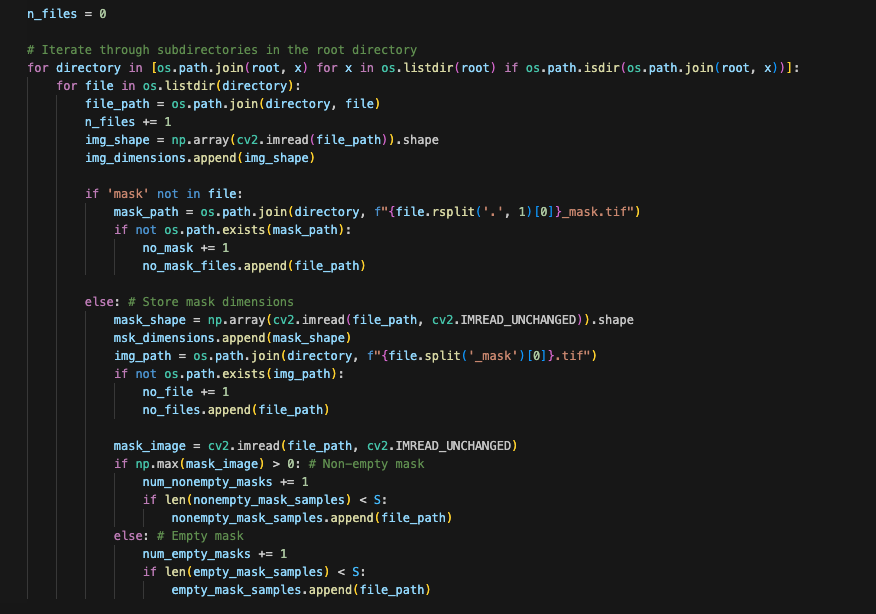 n_files = 0
# Iterate through subdirectories in the root directory
for directory in [os.path.join(root, x) for x in os.listdir(root) if os.path.isdir(os.path.join(root, x))]:
    for file in os.listdir(directory):
        file_path = os.path.join(directory, file)
        n_files += 1
        img_shape = np.array(cv2.imread(file_path)).shape
        img_dimensions.append(img_shape)
        if 'mask' not in file:
            mask_path = os.path.join(directory, f"{file.rsplit('.', 1)[0]}_mask.tif")
            if not os.path.exists(mask_path):
                no_mask += 1
                no_mask_files.append(file_path)
        else: # Store mask dimensions
            mask_shape = np.array(cv2.imread(file_path, cv2.IMREAD_UNCHANGED)).shape
            msk_dimensions.append(mask_shape)
            img_path = os.path.join(directory, f"{file.split('_mask')[0]}.tif")
            if not os.path.exists(img_path):
                no_file += 1
                no_files.append(file_path)
            mask_image = cv2.imread(file_path, cv2.IMREAD_UNCHANGED)
            if np.max(mask_image) > 0: # Non-empty mask
                num_nonempty_masks += 1
                if len(nonempty_mask_samples) < S:
                    nonempty_mask_samples.append(file_path)
            else: # Empty mask
                num_empty_masks += 1
                if len(empty_mask_samples) < S:
                    empty_mask_samples.append(file_path)